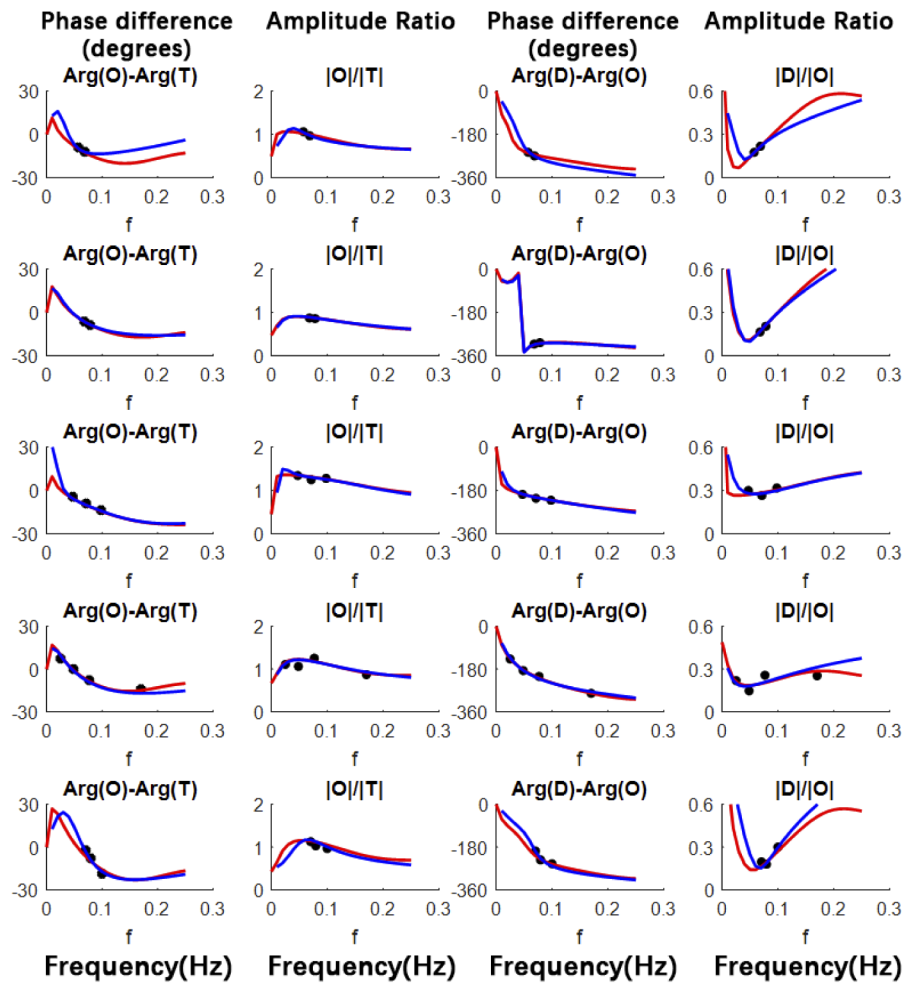 Phase difference (degrees)
Amplitude Ratio
Phase difference (degrees)
Amplitude Ratio
Arg(O)-Arg(T)
30
0
-30
0 0.1 0.2 0.3
f
|O|/|T|
2
1
0
0 0.1 0.2 0.3
f
Arg(D)-Arg(O)
0
-180
-360
0 0.1 0.2 0.3
f
|D|/|O|
0.6
0.3
0
0 0.1 0.2 0.3
f
Arg(O)-Arg(T)
30
0
-30
0 0.1 0.2 0.3
f
|O|/|T|
2
1
0
0 0.1 0.2 0.3
f
Arg(D)-Arg(O)
0
-180
-360
0 0.1 0.2 0.3
f
|D|/|O|
0.6
0.3
0
0 0.1 0.2 0.3
f
Arg(O)-Arg(T)
30
0
-30
0 0.1 0.2 0.3
f
|O|/|T|
2
1
0
0 0.1 0.2 0.3
f
Arg(D)-Arg(O)
0
-180
-360
0 0.1 0.2 0.3
f
|D|/|O|
0.6
0.3
0
0 0.1 0.2 0.3
f
Arg(O)-Arg(T)
30
0
-30
0 0.1 0.2 0.3
f
|O|/|T|
2
1
0
0 0.1 0.2 0.3
f
Arg(D)-Arg(O)
0
-180
-360
0 0.1 0.2 0.3
f
|D|/|O|
0.6
0.3
0
0 0.1 0.2 0.3
f
Arg(O)-Arg(T)
30
0
-30
0 0.1 0.2 0.3
f
|O|/|T|
2
1
0
0 0.1 0.2 0.3
f
Arg(D)-Arg(O)
0
-180
-360
0 0.1 0.2 0.3
f
|D|/|O|
0.6
0.3
0
0 0.1 0.2 0.3
f
Frequency(Hz)
Frequency(Hz)
Frequency(Hz)
Frequency(Hz)